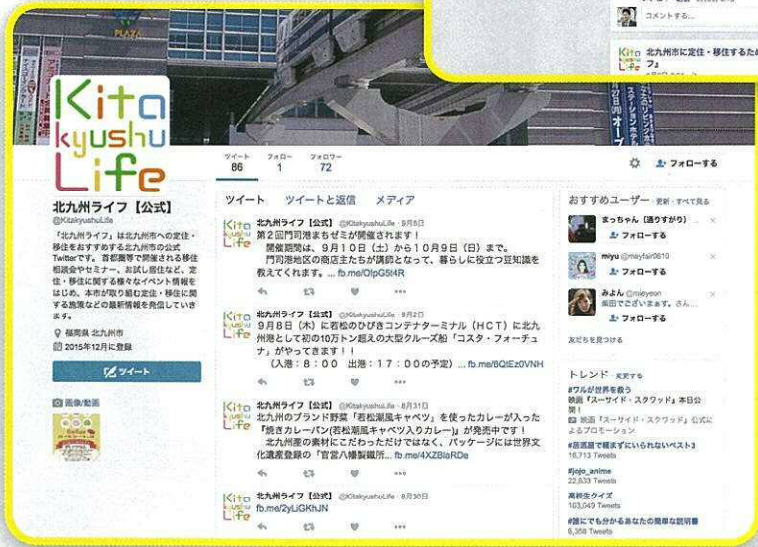 コメントする...
Kita kyushu Life
北九州市に定住・移住するため
フ』
PLAZA
Kita
kyushu
Life
ツイート フォロー フォロワー
86 1 72
フォローする
北九州ライフ【公式】
@KitakyushuLife
「北九州ライフ」は北九州市への定住・
移住をおすすめする北九州市の公式
Twitterです。首都圏等で開催される移住
相談会やセミナー、お試し居住など、定
住・移住に関する様々なイベント情報を
はじめ、本市が取り組む定住・移住に関
する施策などの最新情報を発信していき
ます。
福岡県 北九州市
2015年12月に登録
ツイート
画像/動画
ツイート ツイートと返信 メディア
Kita kyushu Life
北九州ライフ【公式】 @KitakyushuLife・9月5日
第2回門司港まちゼミが開催されます!
開催期間は、9月10日(土)から10月9日(日)まで。
門司港地区の商店主たちが講師となって、暮らしに役立つ豆知識を
教えてくれます。... fb.me/OlpG5t4R
Kita kyushu Life
北九州ライフ【公式】 @KitakyushuLife・9月2日
9月8日(木)に若松のひびきコンテナターミナル(HCT)に北九
州港として初の10万トン超えの大型クルーズ船「コスタ・フォーチュ
ナ」がやってきます!!
(入港:8:00 出港:17:00の予定)... fb.me/8QtEz0VNH
Kita kyushu Life
北九州ライフ【公式】 @KitakyushuLife・8月31日
北九州のブランド野菜「若松潮風キャベツ」を使ったカレーが入った
『焼きカレーパン(若松潮風キャベツ入りカレー)』が発売中です!
北九州産の素材にこだわっただけではなく、パッケージには世界文
化遺産登録の「官営八幡製鐵所... fb.me/4XZBlaRDe
Kita kyushu Life
北九州ライフ【公式】 @KitakyushuLife・8月30日
fb.me/2yLiGKhJN
おすすめユーザー・更新・すべて見る
まっちゃん(通りすがり)...
フォローする
miyu @mayfair0610
フォローする
みよん @mieyeon
柴田でございまぁす。さん...
フォローする
友だちを見つける
トレンド・変更する
#ワルが世界を救う
映画『スーサイド・スクワッド』本日公
開!
映画『スーサイド・スクワッド』公式に
よるプロモーション
#居酒屋で頼まずにいられないベスト3
16,713 Tweets
#jojo_anime
22,833 Tweets
高校生クイズ
103,049 Tweets
#誰にでも分かるあなたの簡単な説明書
6,358 Tweets